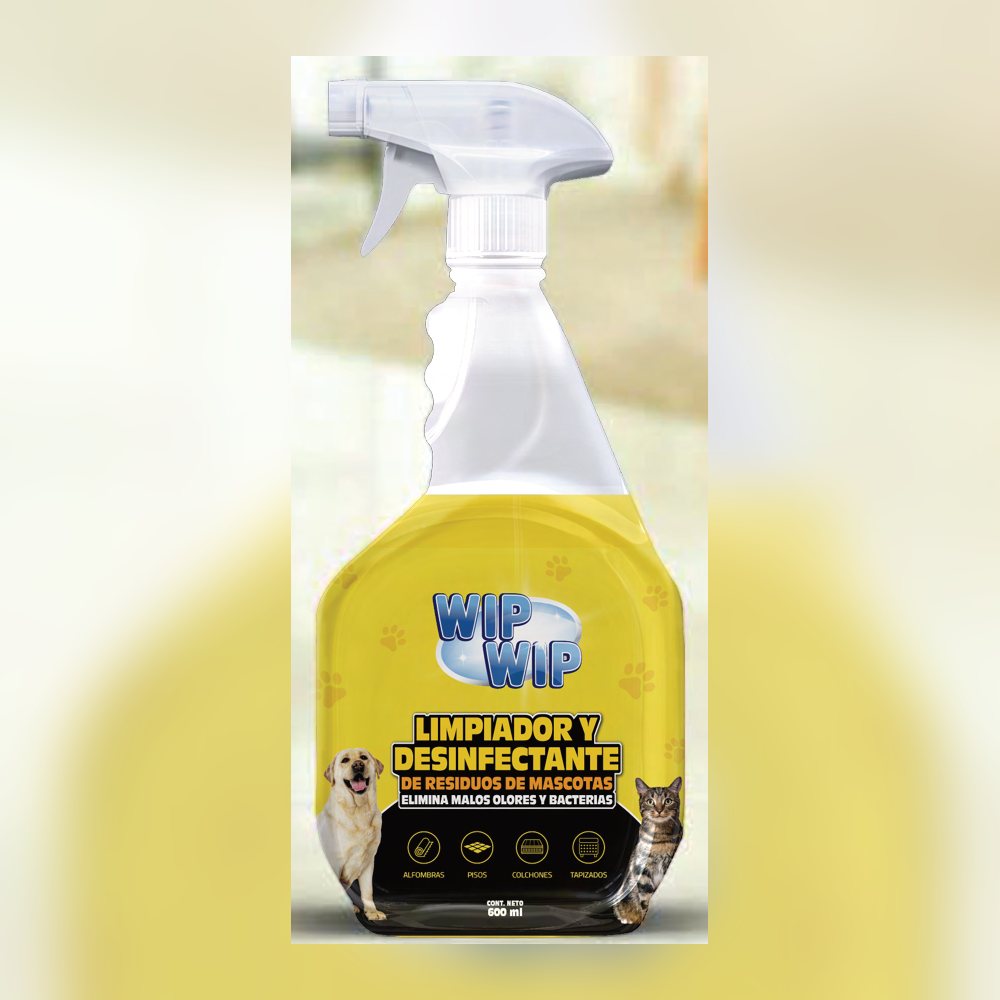 WIP
WIP
LIMPIADOR Y
DESINFECTANTE
DE RESIDUOS DE MASCOTAS
ELIMINA MALOS OLORES Y BACTERIAS
ALFOMBRAS PISOS COLCHONES TAPIZADOS
CONT. NETO
600 ml